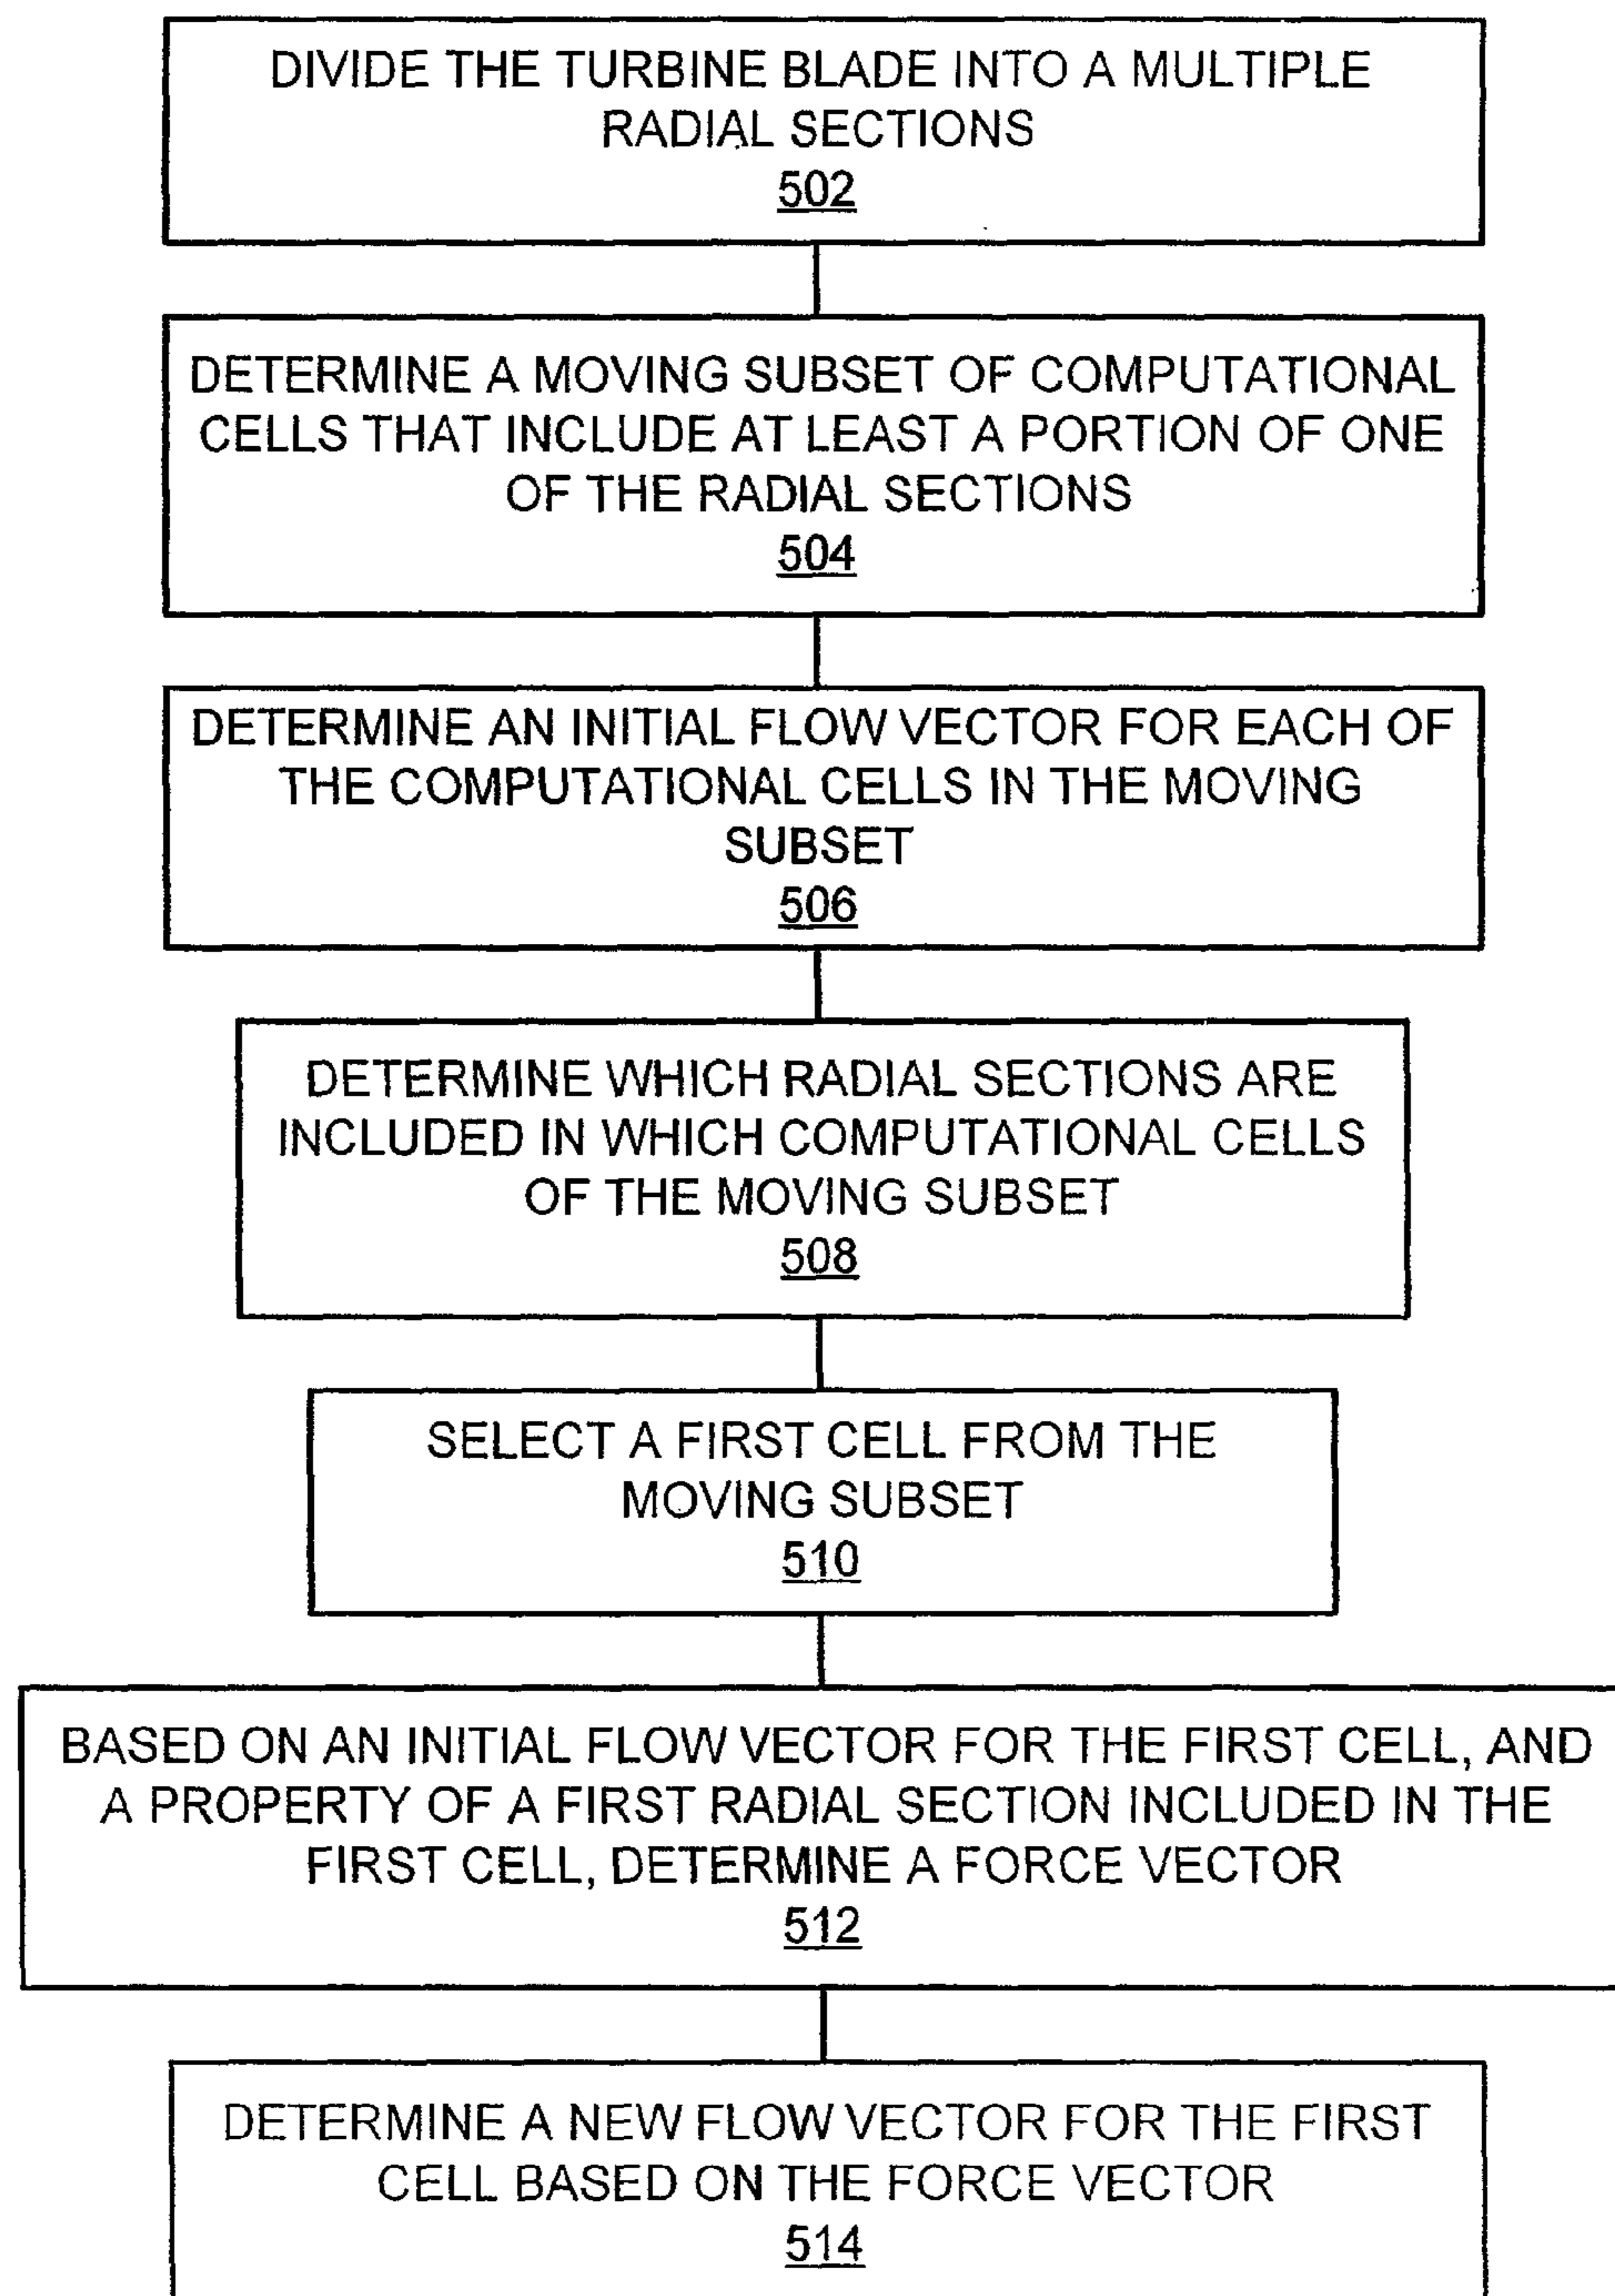 DIVIDE THE TURBINE BLADE INTO A MULTIPLE
RADIAL SECTIONS
502
DETERMINE A MOVING SUBSET OF COMPUTATIONAL
CELLS THAT INCLUDE AT LEAST A PORTION OF ONE
OF THE RADIAL SECTIONS
504
DETERMINE AN INITIAL FLOW VECTOR FOR EACH OF
THE COMPUTATIONAL CELLS IN THE MOVING
SUBSET
506
DETERMINE WHICH RADIAL SECTIONS ARE
INCLUDED IN WHICH COMPUTATIONAL CELLS
OF THE MOVING SUBSET
508
SELECT A FIRST CELL FROM THE
MOVING SUBSET
510
BASED ON AN INITIAL FLOW VECTOR FOR THE FIRST CELL, AND
A PROPERTY OF A FIRST RADIAL SECTION INCLUDED IN THE
FIRST CELL, DETERMINE A FORCE VECTOR
512
DETERMINE A NEW FLOW VECTOR FOR THE FIRST
CELL BASED ON THE FORCE VECTOR
514